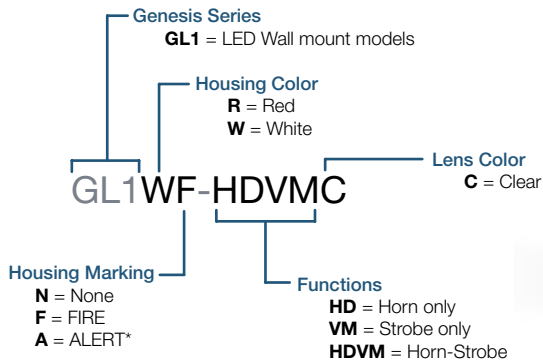 Genesis Series
GL1 = LED Wall mount models
Housing Color
R = Red
W = White
Lens Color
C = Clear
GL1WF-HDVMC
Housing Marking
N = None
F = FIRE
A = ALERT*
Functions
HD = Horn only
VM = Strobe only
HDVM = Horn-Strobe